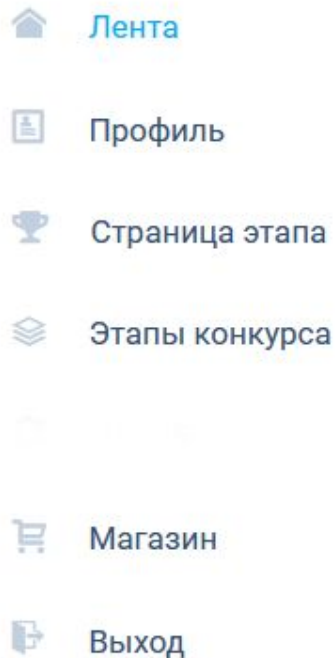 Лента
Профиль
Страница этапа
Этапы конкурса
Магазин
Выход